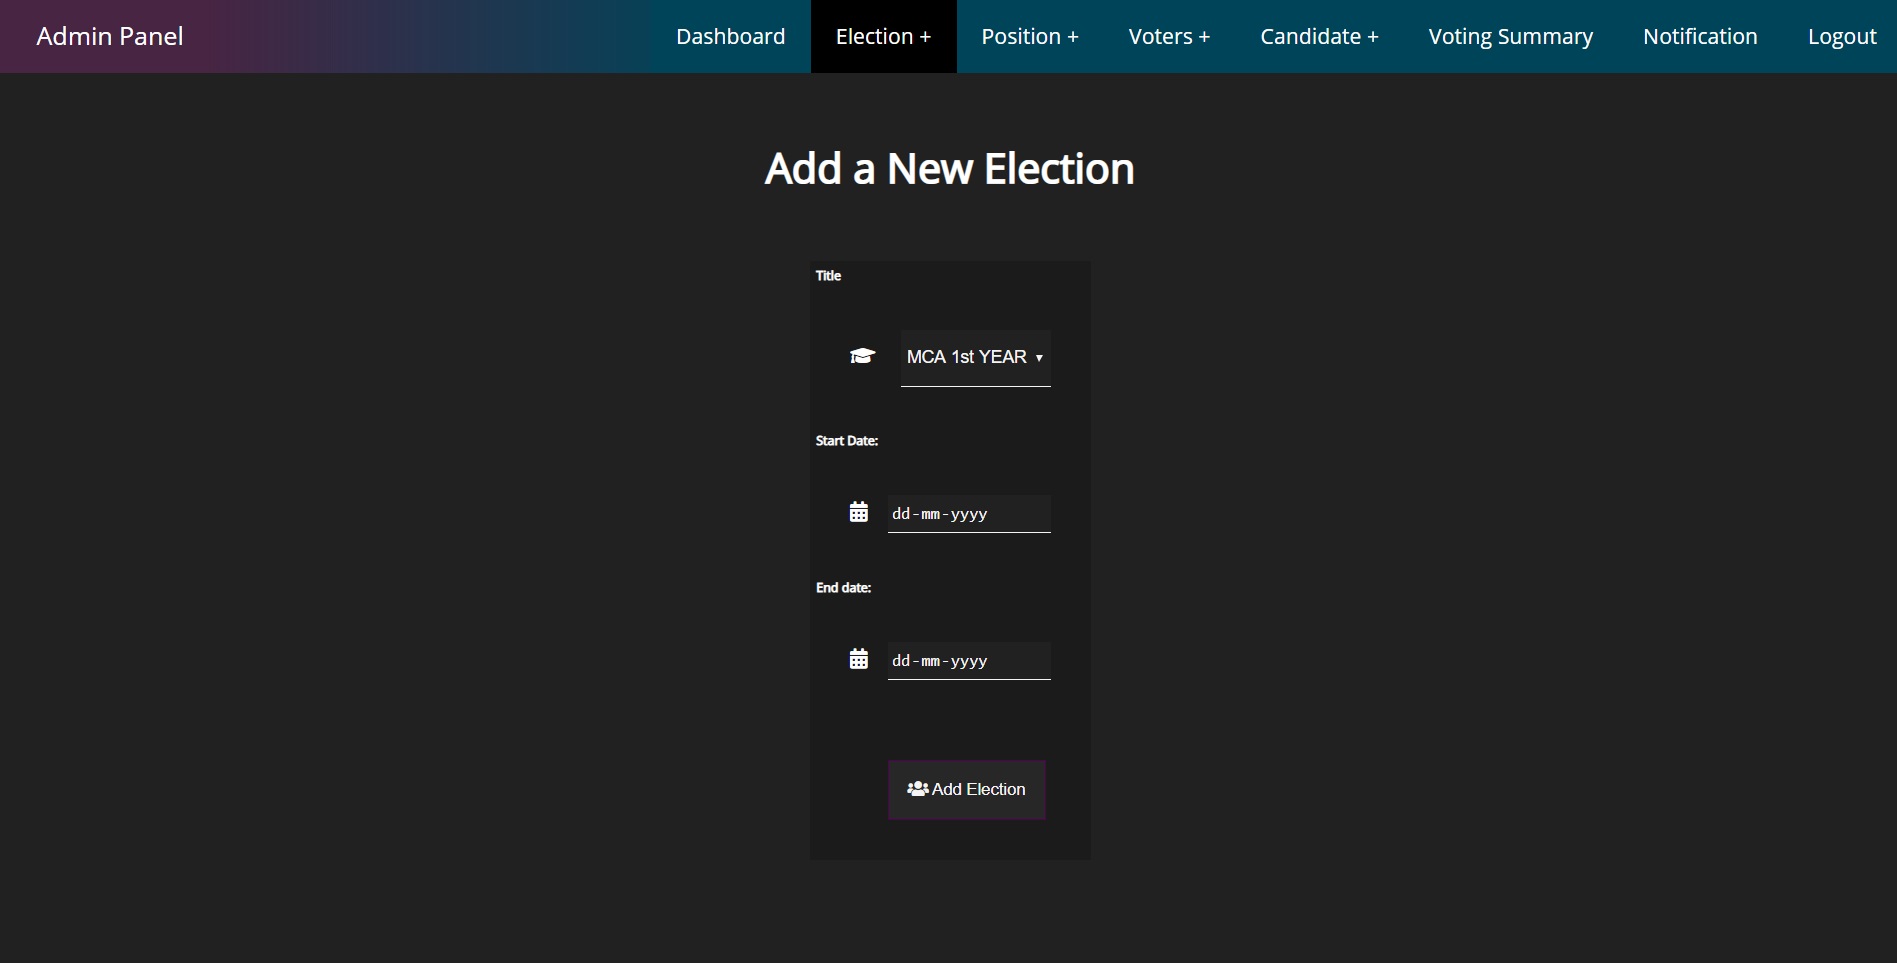 Admin Panel Dashboard Election + Position + Voters + Candidate + Voting Summary Notification Logout
Add a New Election
Title
MCA 1st YEAR
Start Date:
dd-mm-yyyy
End date:
dd-mm-yyyy
Add Election